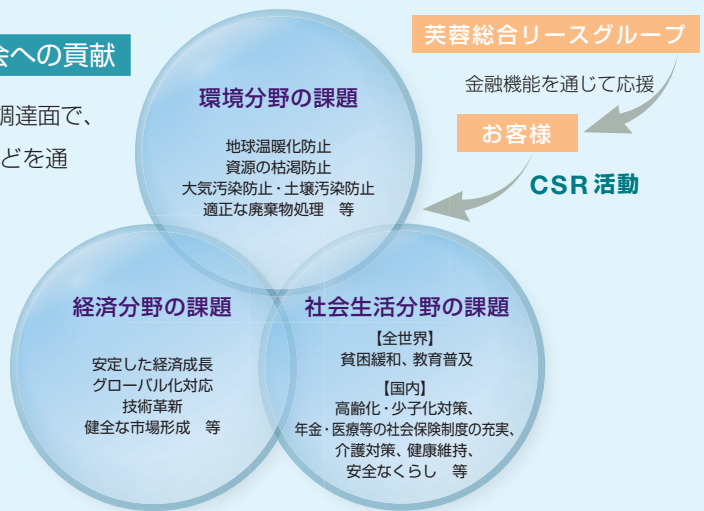 会への貢献
調達面で、
どを通
芙蓉総合リースグループ
金融機能を通じて応援
お客様
CSR活動
環境分野の課題
地球温暖化防止
資源の枯渇防止
大気汚染防止・土壌汚染防止
適正な廃棄物処理　等
経済分野の課題
安定した経済成長
グローバル化対応
技術革新
健全な市場形成　等
社会生活分野の課題
【全世界】
貧困緩和、教育普及
【国内】
高齢化・少子化対策、
年金・医療等の社会保険制度の充実、
介護対策、健康維持、
安全なくらし　等